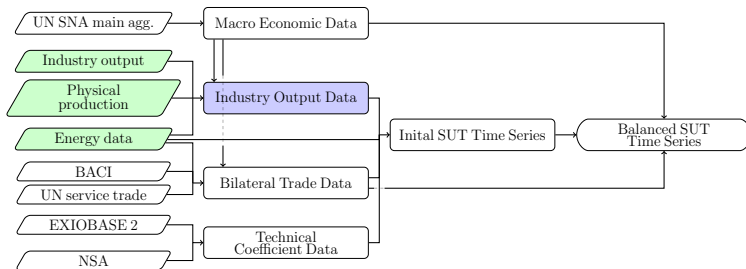 UN SNA main agg.
Macro Economic Data
Industry output
Physical
production
Industry Output Data
Energy data
Inital SUT Time Series
Balanced SUT
Time Series
BACI
UN service trade
Bilateral Trade Data
EXIOBASE 2
NSA
Technical
Coefficient Data